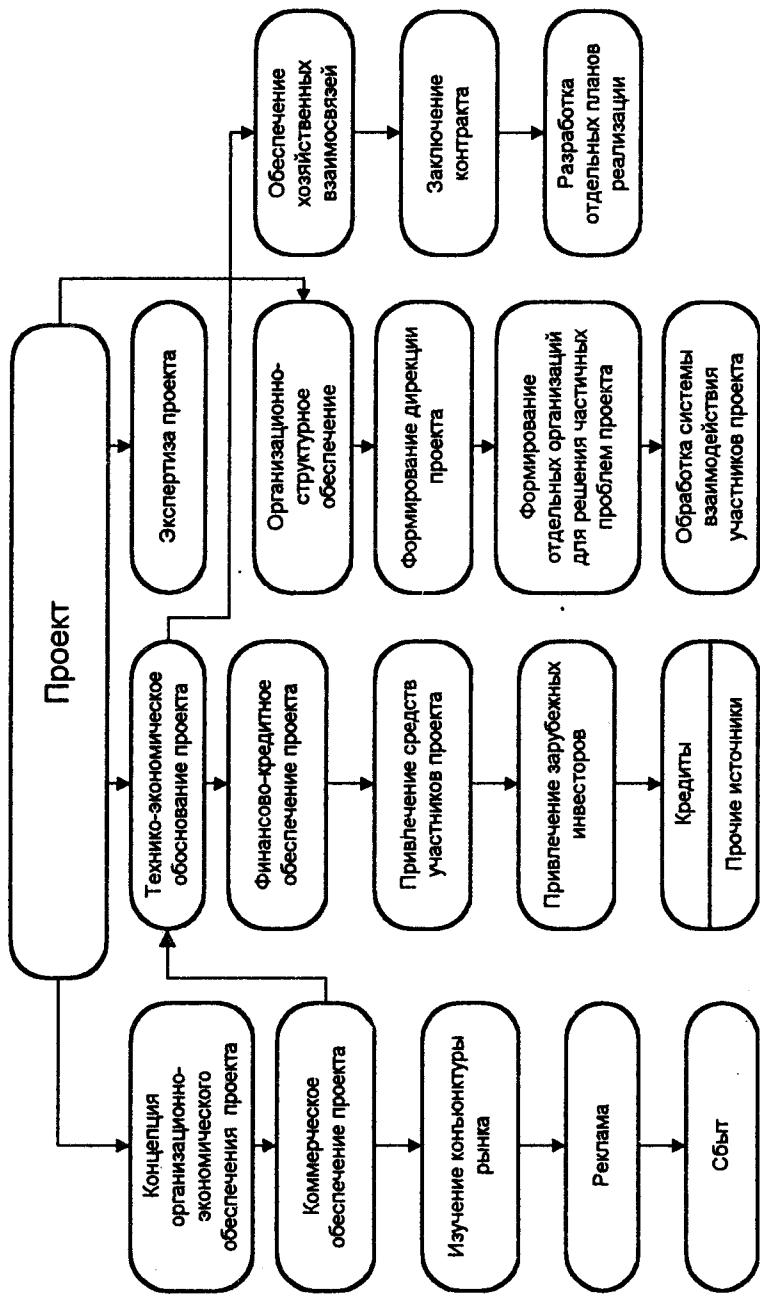 Проект
Концепция
организационно-
экономического
обеспечения проекта
Коммерческое
обеспечение проекта
Изучение конъюнктуры
рынка
Реклама
Сбыт
Технико-экономическое
обоснование проекта
Финансово-кредитное
обеспечение проекта
Привлечение средств
участников проекта
Привлечение зарубежных
инвесторов
Кредиты
Прочие источники
Экспертиза проекта
Организационно-
структурное
обеспечение
Формирование дирекции
проекта
Формирование
отдельных организаций
для решения частичных
проблем проекта
Обработка системы
взаимодействия
участников проекта
Обеспечение
хозяйственных
взаимосвязей
Заключение
контракта
Разработка
отдельных планов
реализации